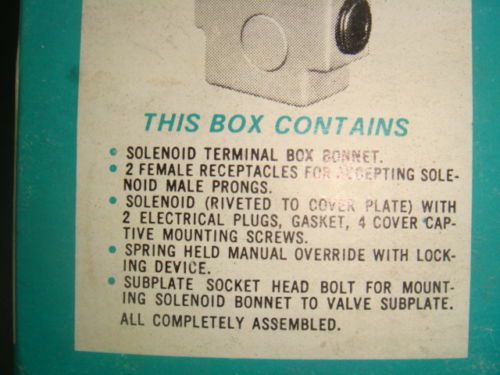 THIS BOX CONTAINS
• SOLENOID TERMINAL BOX BONNET.
• 2 FEMALE RECEPTACLES FOR ACCEPTING SOLE-
NOID MALE PRONGS.
• SOLENOID (RIVETED TO COVER PLATE) WITH
2 ELECTRICAL PLUGS, GASKET, 4 COVER CAP-
TIVE MOUNTING SCREWS.
• SPRING HELD MANUAL OVERRIDE WITH LOCK-
ING DEVICE.
• SUBPLATE SOCKET HEAD BOLT FOR MOUNT-
ING SOLENOID BONNET TO VALVE SUBPLATE.
ALL COMPLETELY ASSEMBLED.